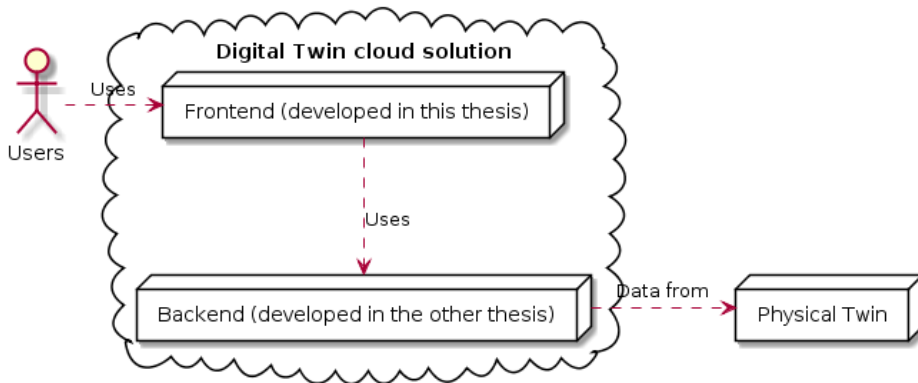 Digital Twin cloud solution
Uses
Frontend (developed in this thesis)
Users
Uses
Data from
Backend (developed in the other thesis)
Physical Twin